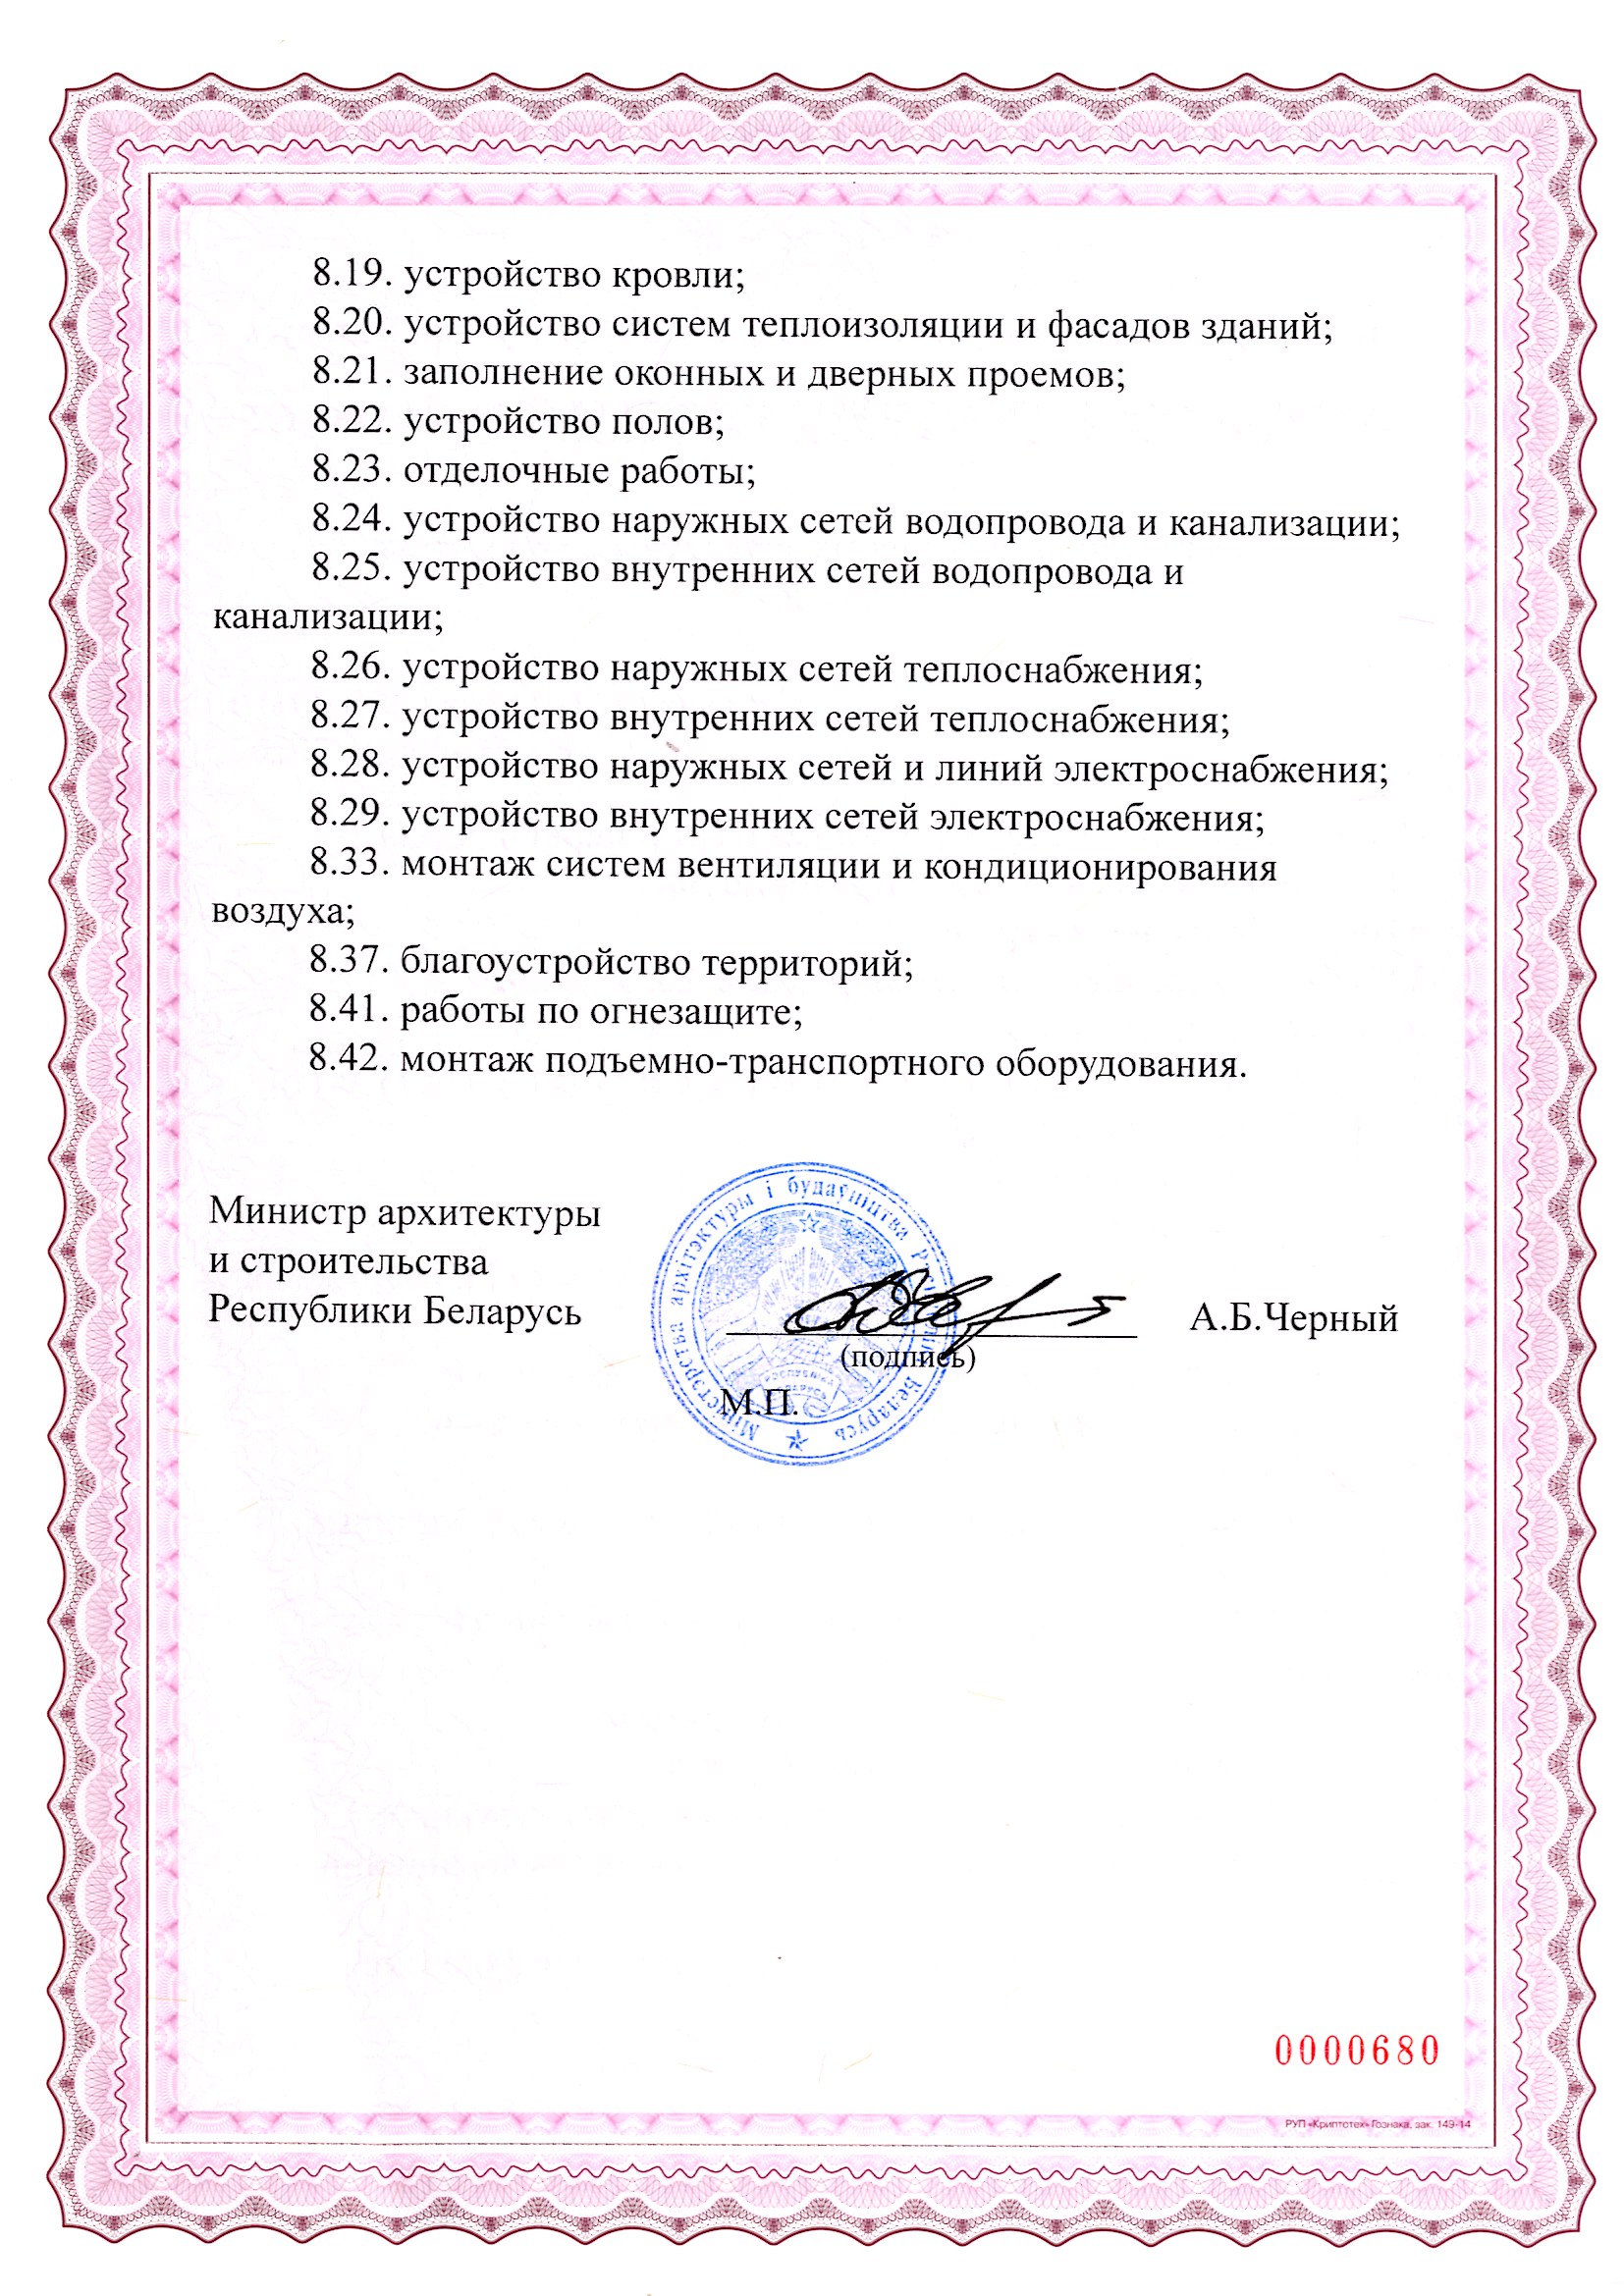 8.19. устройство кровли;
8.20. устройство систем теплоизоляции и фасадов зданий;
8.21. заполнение оконных и дверных проемов;
8.22. устройство полов;
8.23. отделочные работы;
8.24. устройство наружных сетей водопровода и канализации;
8.25. устройство внутренних сетей водопровода и
канализации;
8.26. устройство наружных сетей теплоснабжения;
8.27. устройство внутренних сетей теплоснабжения;
8.28. устройство наружных сетей и линий электроснабжения;
8.29. устройство внутренних сетей электроснабжения;
8.33. монтаж систем вентиляции и кондиционирования
воздуха;
8.37. благоустройство территорий;
8.41. работы по огнезащите;
8.42. монтаж подъемно-транспортного оборудования.
Министр архитектуры
и строительства
Республики Беларусь
А.Б.Черный
(подпись)
М.П.
Міністэрства архітэктуры і будаўніцтва Рэспублікі Беларусь
РЭСПУБЛІКА
БЕЛАРУСЬ
0000680
РУП «Криптотех» Гознака, зак. 149-14